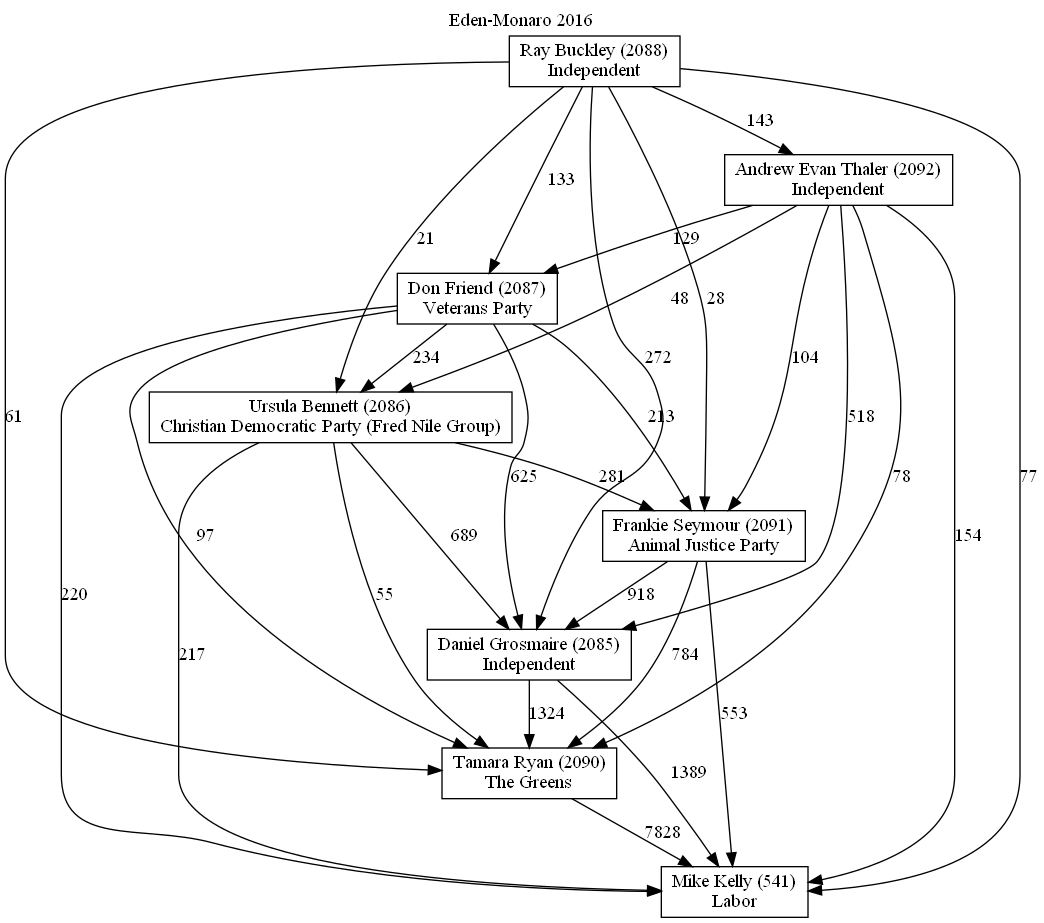 Eden-Monaro 2016
Ray Buckley (2088)
Independent
143
Andrew Evan Thaler (2092)
Independent
133
21
129
Don Friend (2087)
Veterans Party
48
28
234
272
104
Ursula Bennett (2086)
Christian Democratic Party (Fred Nile Group)
61
213
518
625
281
78
77
Frankie Seymour (2091)
Animal Justice Party
97
689
154
220
55
918
Daniel Grosmaire (2085)
Independent
217
784
1324
553
Tamara Ryan (2090)
The Greens
1389
7828
Mike Kelly (541)
Labor